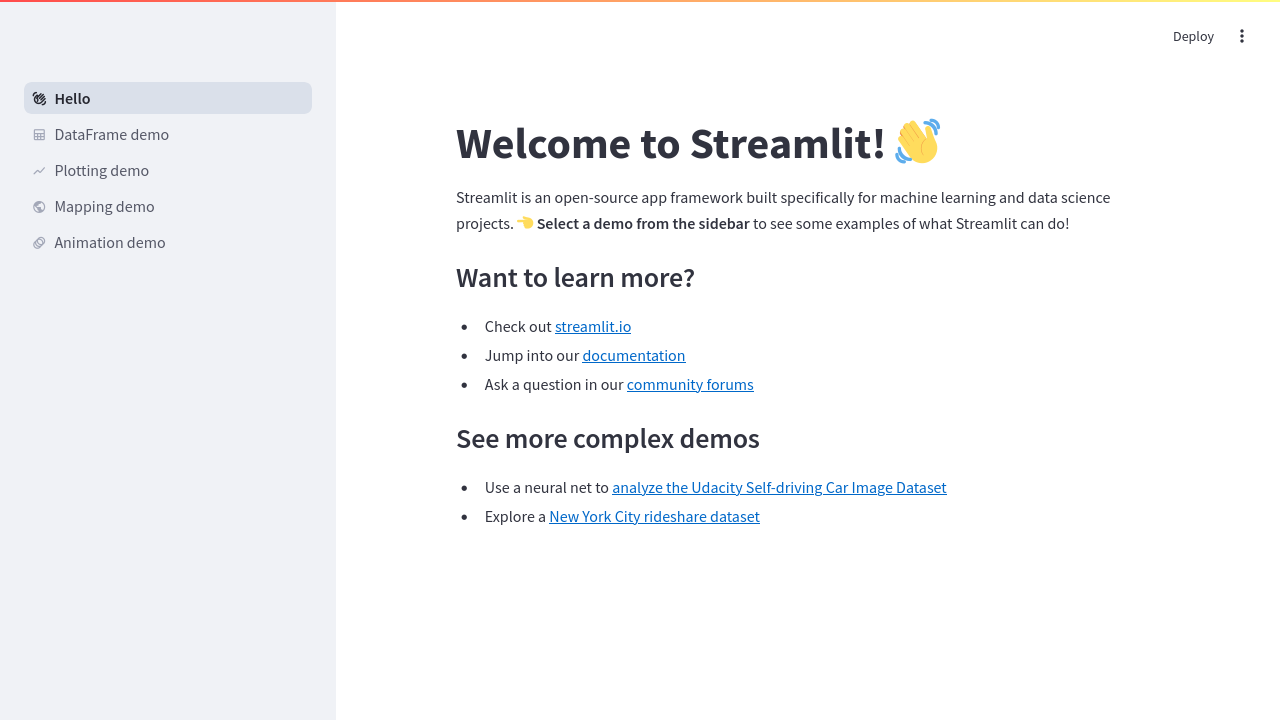 Deploy
Hello
DataFrame demo
Plotting demo
Mapping demo
Animation demo
Welcome to Streamlit! 👋
Streamlit is an open-source app framework built specifically for machine learning and data science
projects. 👈 Select a demo from the sidebar to see some examples of what Streamlit can do!
Want to learn more?
• Check out streamlit.io
• Jump into our documentation
• Ask a question in our community forums
See more complex demos
• Use a neural net to analyze the Udacity Self-driving Car Image Dataset
• Explore a New York City rideshare dataset